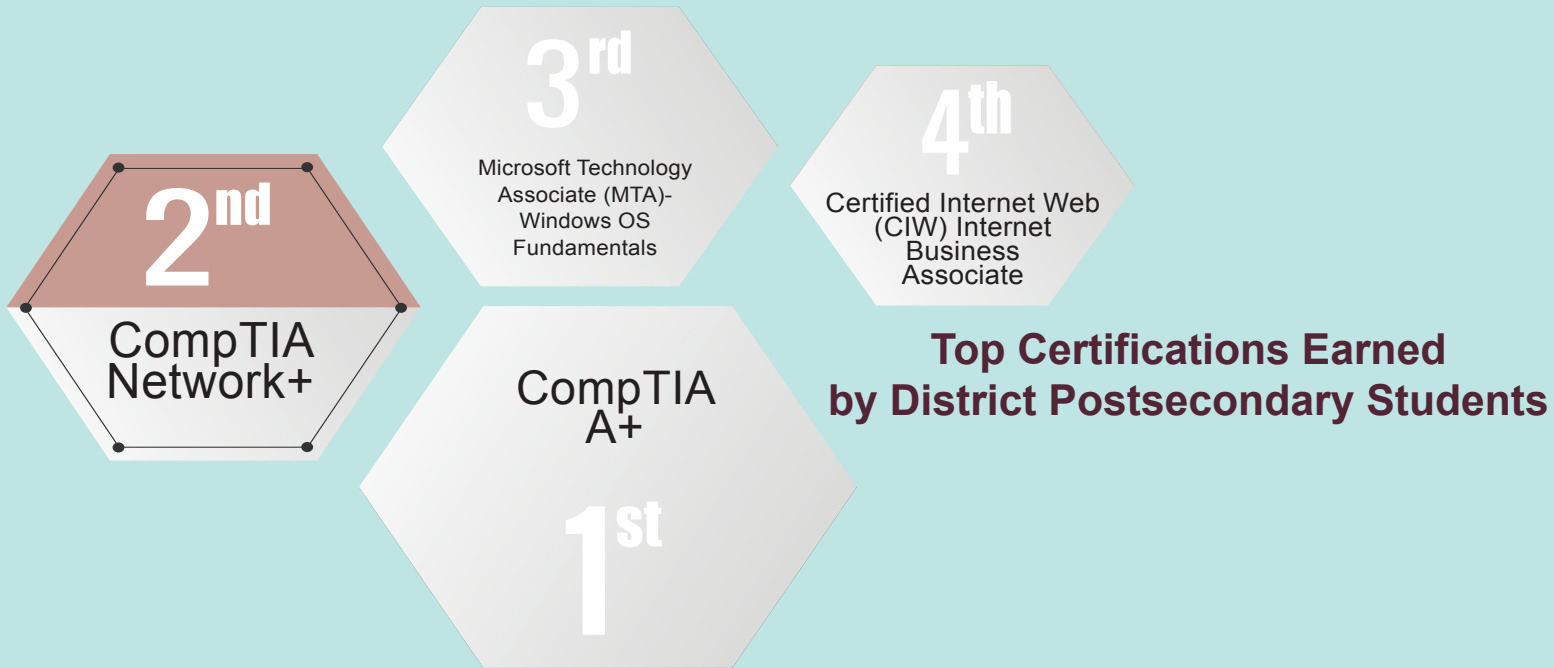 2nd
CompTIA
Network+
3rd
Microsoft Technology
Associate (MTA)-
Windows OS
Fundamentals
4th
Certified Internet Web
(CIW) Internet
Business
Associate
CompTIA
A+
1st
Top Certifications Earned
by District Postsecondary Students